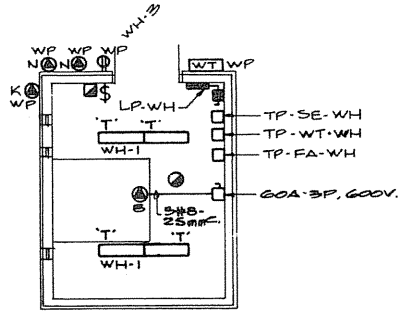 WH-3
WP WP WP
N N
WT WP
K
WP
$
LP-WH
TP-SE-WH
'T' 'T'
TP-WT-WH
WH-1
TP-FA-WH
60A-3P, 600V.
5
3#8-
25mmC.
'T' 'T'
WH-1